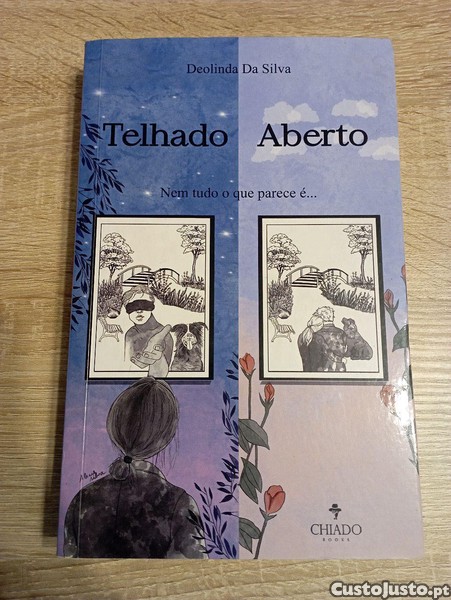 Deolinda Da Silva
Telhado Aberto
Nem tudo o que parece é...
CHIADO
BOOKS
CustoJusto.pt